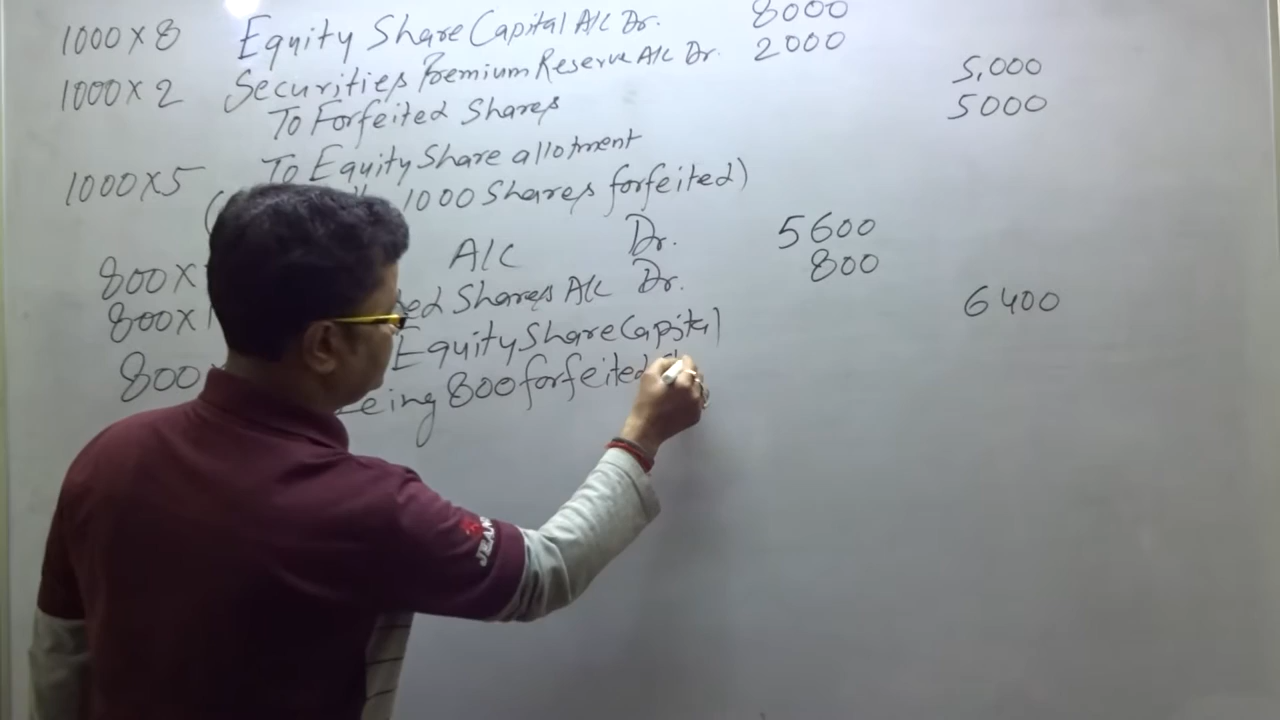 1000 x 8 Equity Share Capital A/c Dr. 8000
1000 x 2 Securities Premium Reserve A/c Dr. 2000
To Forfeited Shares 5,000
1000 x 5 To Equity Share allotment 5000
( 1000 Shares forfeited)
800 x A/C Dr. 5600
800 x Shares A/c Dr. 800
800 Equity Share Capital 6400
eing 800 forfeited
JEAN